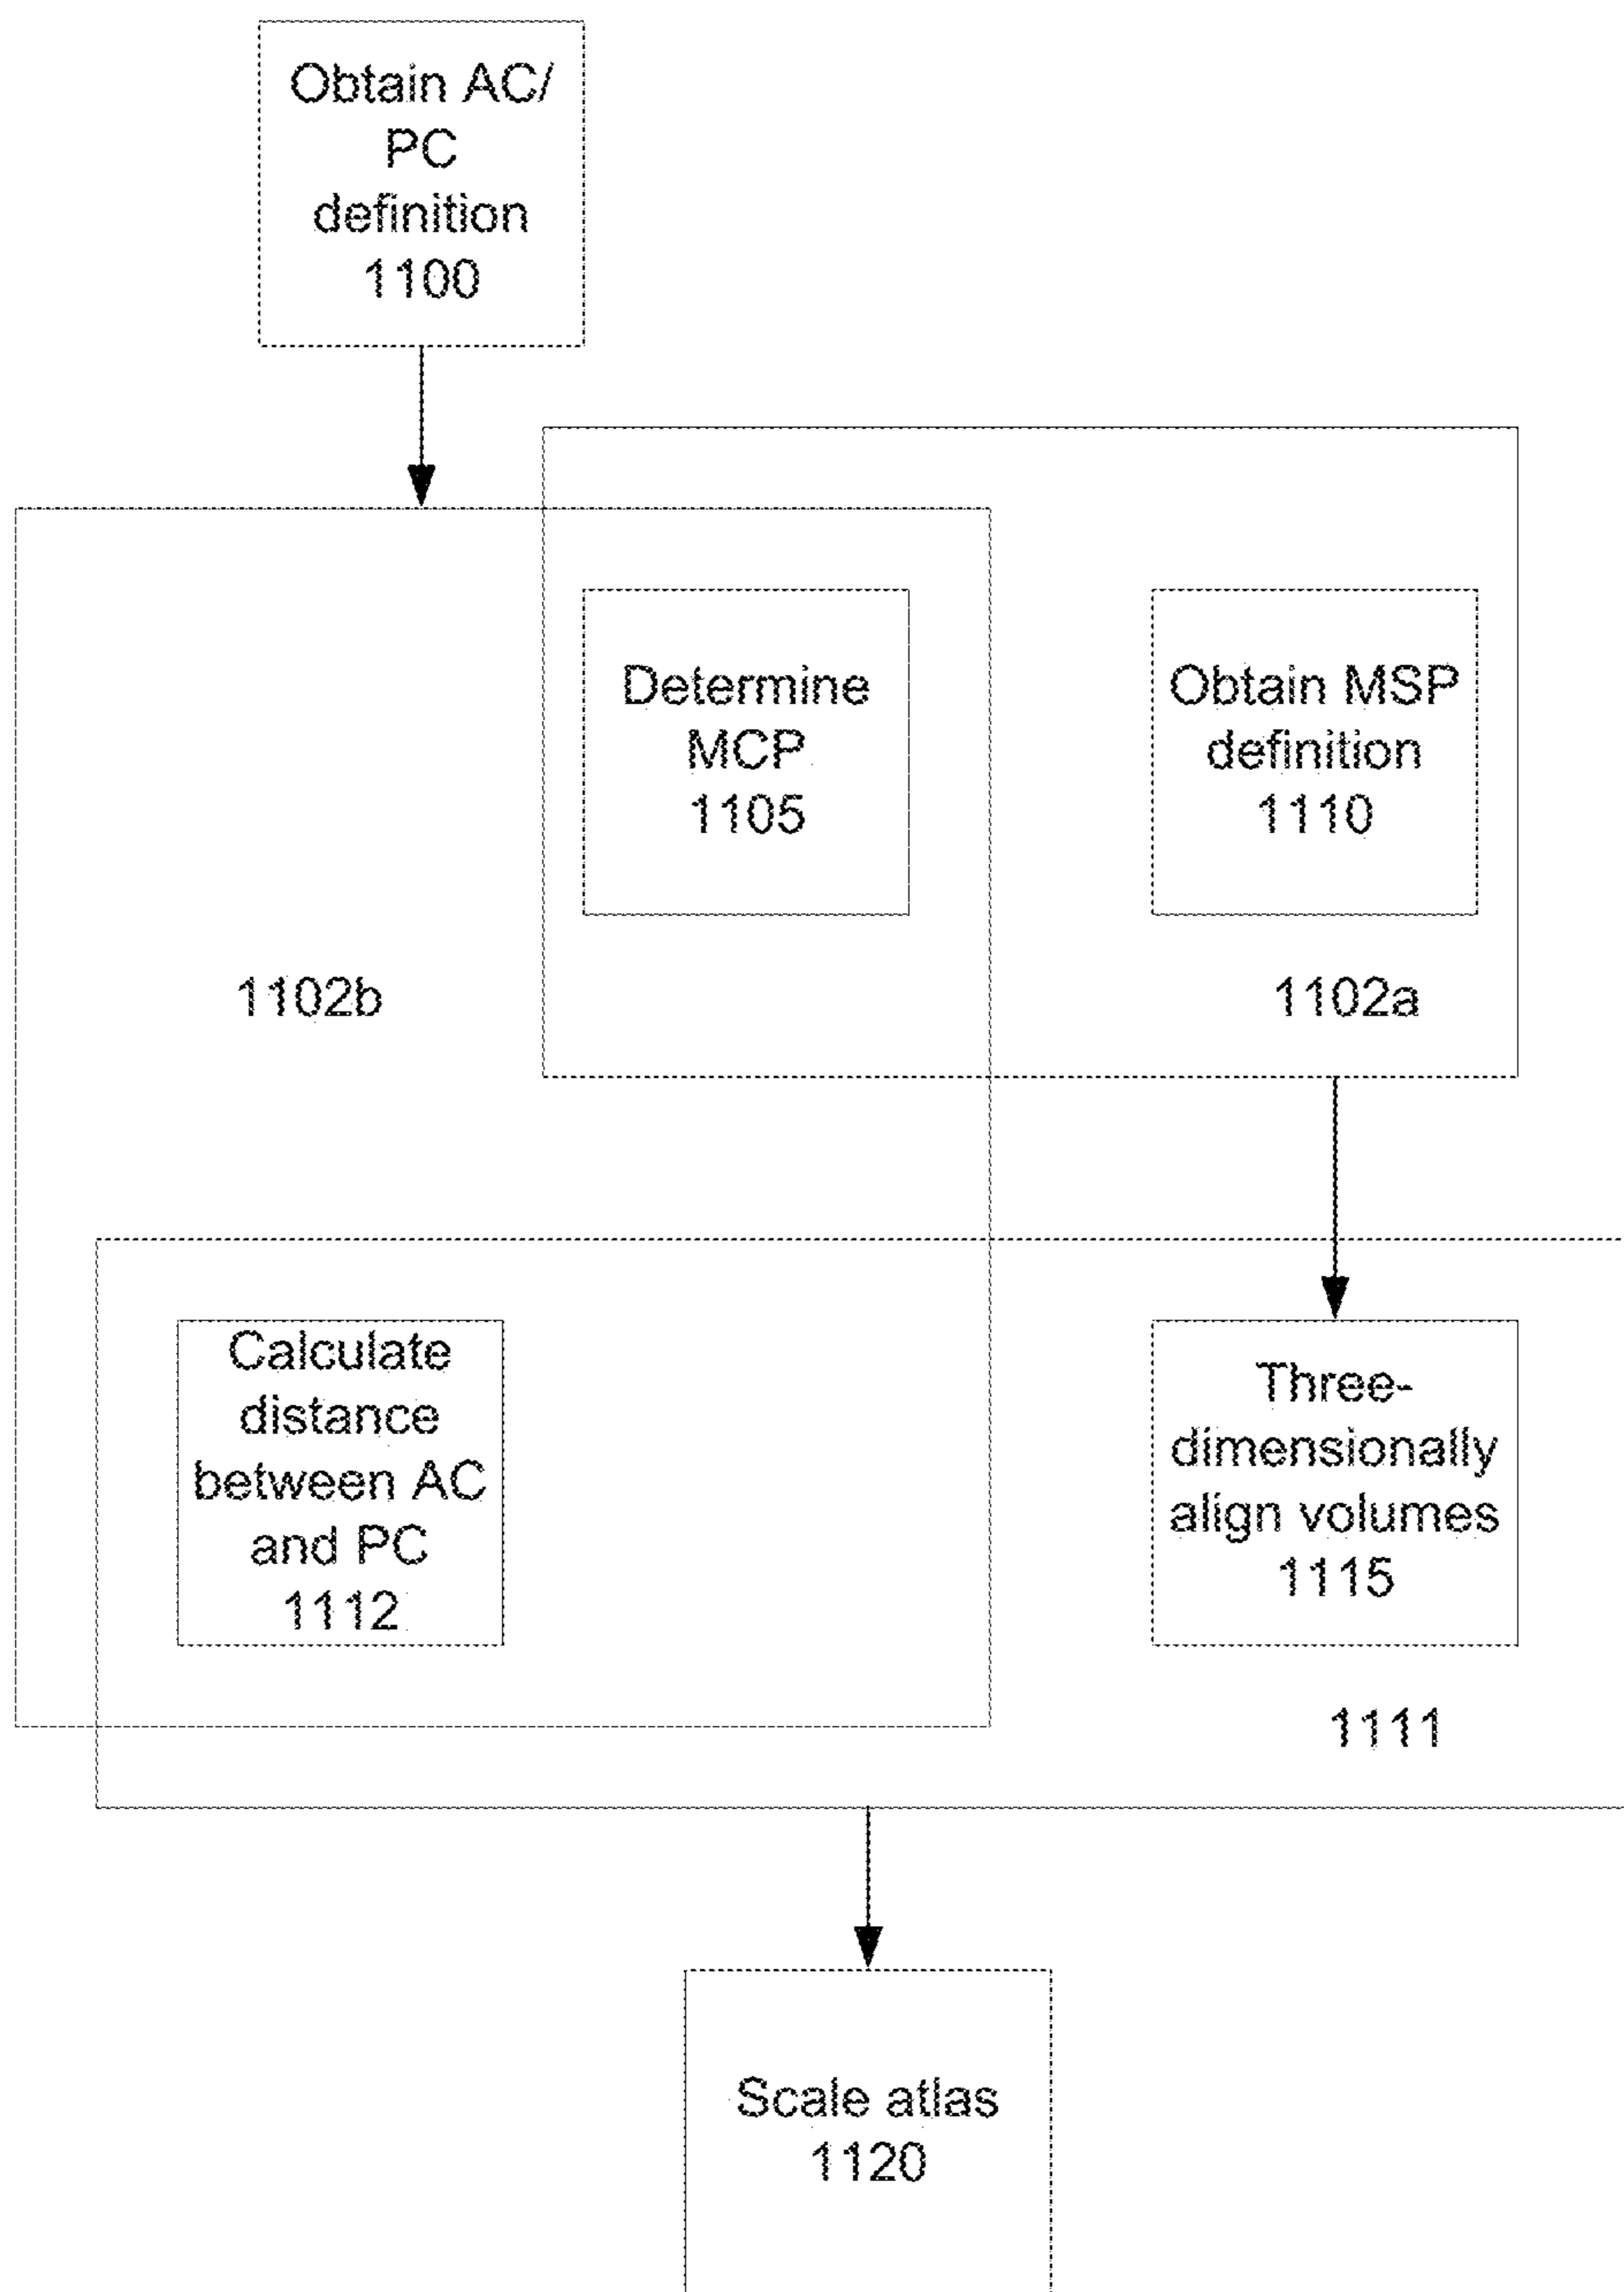 Obtain AC/
PC
definition
1100
Determine
MCP
1105
Obtain MSP
definition
1110
1102b
1102a
Calculate
distance
between AC
and PC
1112
Three-
dimensionally
align volumes
1115
1111
Scale atlas
1120